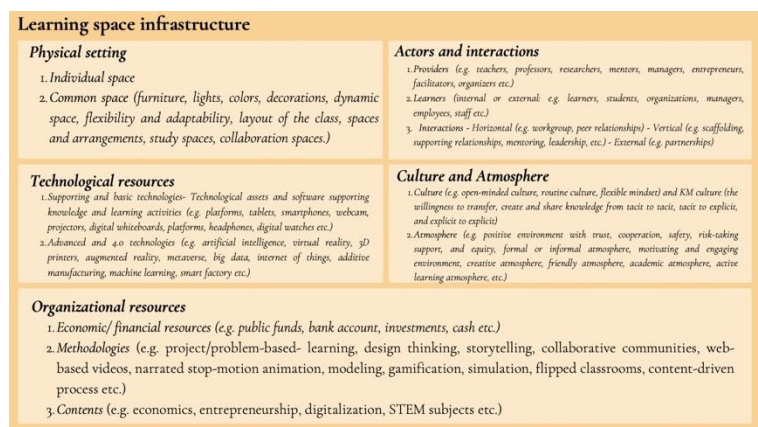 Learning space infrastructure
Physical setting
1. Individual space
2. Common space (furniture, lights, colors, decorations, dynamic
space, flexibility and adaptability, layout of the class, spaces
and arrangements, study spaces, collaboration spaces.)
Actors and interactions
1. Providers (e.g. teachers, professors, researchers, mentors, managers, entrepreneurs,
facilitators, organizers etc.)
2. Learners (internal or external: e.g. learners, students, organizations, managers,
employees, staff etc.)
3. Interactions - Horizontal (e.g. workgroup, peer relationships) - Vertical (e.g. scaffolding,
supporting relationships, mentoring, leadership, etc.) - External (e.g. partnerships)
Technological resources
1. Supporting and basic technologies- Technological assets and software supporting
knowledge and learning activities (e.g. platforms, tablets, smartphones, webcam,
projectors, digital whiteboards, platforms, headphones, digital watches etc.)
2. Advanced and 4.0 technologies (e.g. artificial intelligence, virtual reality, 3D
printers, augmented reality, metaverse, big data, internet of things, additive
manufacturing, machine learning, smart factory etc.)
Culture and Atmosphere
1. Culture (e.g. open-minded culture, routine culture, flexible mindset) and KM culture (the
willingness to transfer, create and share knowledge from tacit to tacit, tacit to explicit,
and explicit to explicit)
2. Atmosphere (e.g. positive environment with trust, cooperation, safety, risk-taking
support, and equity, formal or informal atmosphere, motivating and engaging
environment, creative atmosphere, friendly atmosphere, academic atmosphere, active
learning atmosphere, etc.)
Organizational resources
1. Economic/ financial resources (e.g. public funds, bank account, investments, cash etc.)
2. Methodologies (e.g. project/problem-based- learning, design thinking, storytelling, collaborative communities, web-
based videos, narrated stop-motion animation, modeling, gamification, simulation, flipped classrooms, content-driven
process etc.)
3. Contents (e.g. economics, entrepreneurship, digitalization, STEM subjects etc.)